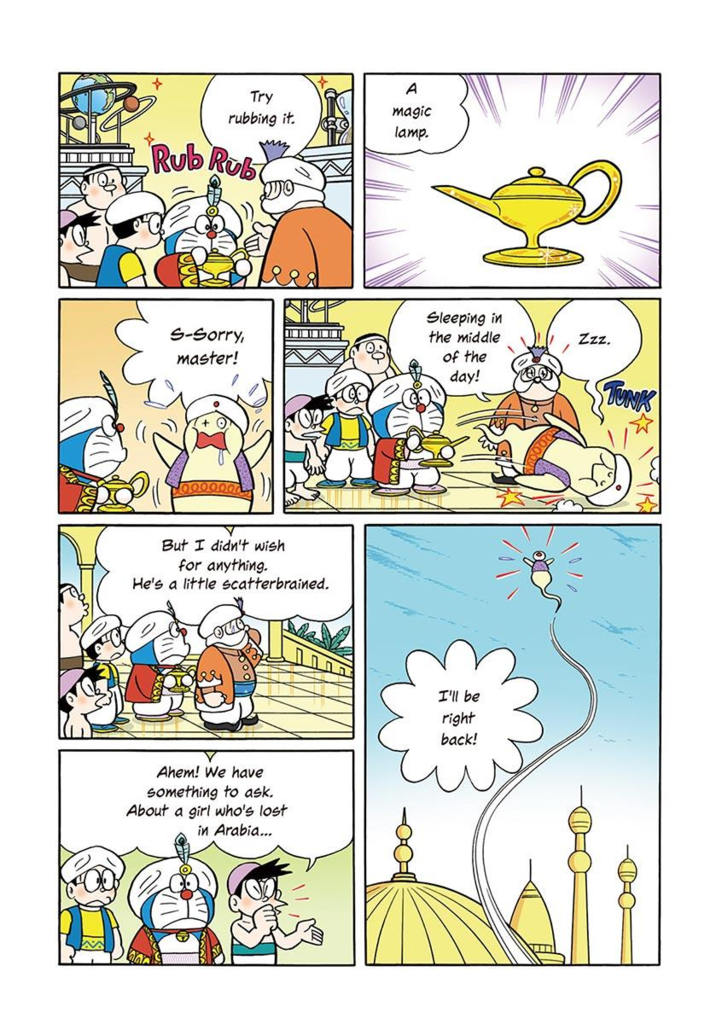 A
magic
lamp.
Try
rubbing it.
Rub Rub
Zzz.
TUNK
Sleeping in
the middle
of the
day!
S-Sorry,
master!
I'll be
right
back!
But I didn't wish
for anything.
He's a little scatterbrained.
Ahem! We have
something to ask.
About a girl who's lost
in Arabia...